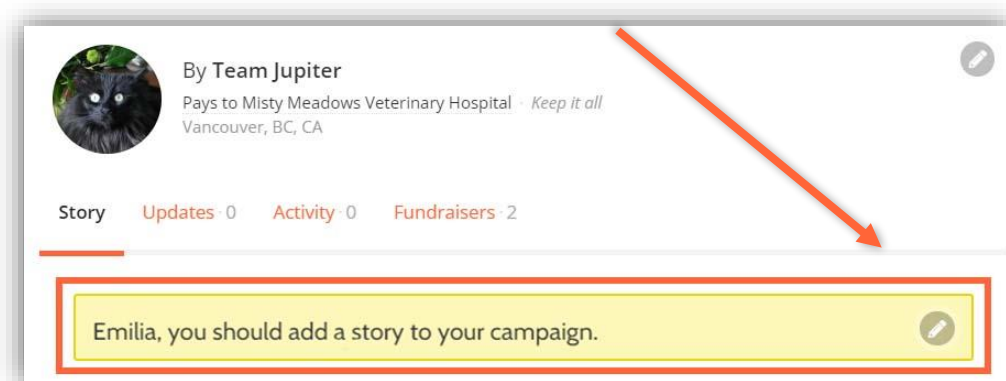 By Team Jupiter
Pays to Misty Meadows Veterinary Hospital · Keep it all
Vancouver, BC, CA
Story Updates · 0 Activity · 0 Fundraisers · 2
Emilia, you should add a story to your campaign.